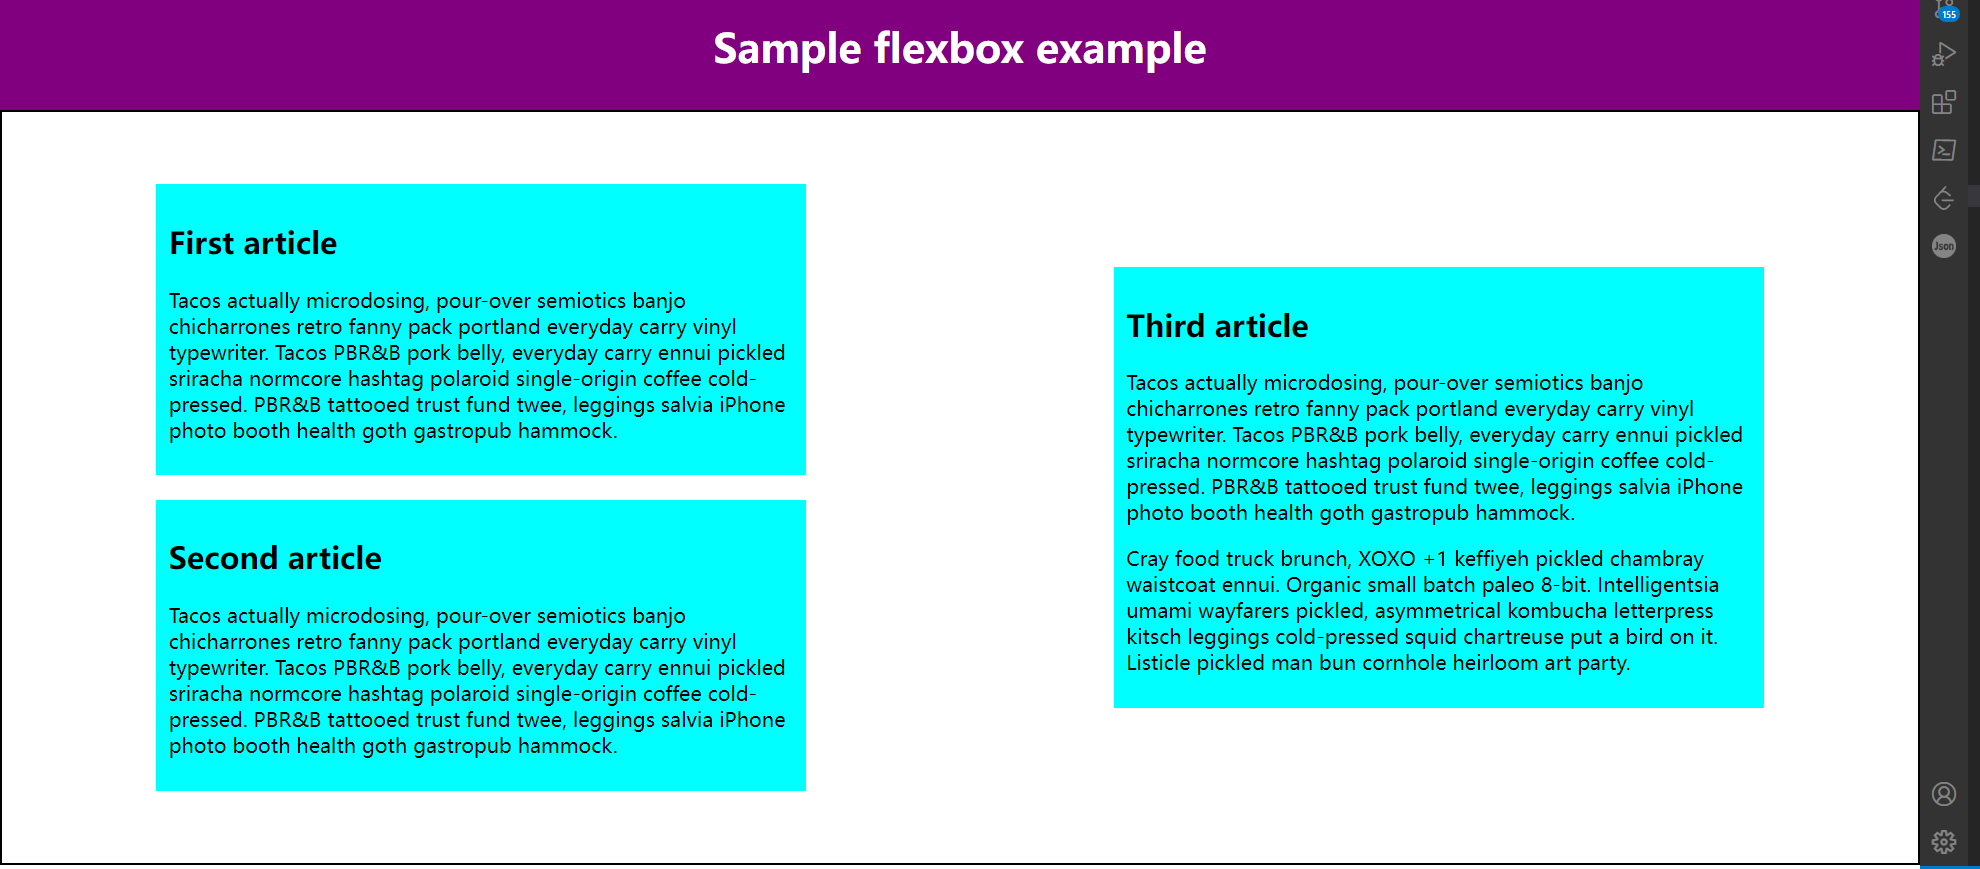 Sample flexbox example
First article
Tacos actually microdosing, pour-over semiotics banjo
chicharrones retro fanny pack portland everyday carry vinyl
typewriter. Tacos PBR&B pork belly, everyday carry ennui pickled
sriracha normcore hashtag polaroid single-origin coffee cold-
pressed. PBR&B tattooed trust fund twee, leggings salvia iPhone
photo booth health goth gastropub hammock.
Second article
Tacos actually microdosing, pour-over semiotics banjo
chicharrones retro fanny pack portland everyday carry vinyl
typewriter. Tacos PBR&B pork belly, everyday carry ennui pickled
sriracha normcore hashtag polaroid single-origin coffee cold-
pressed. PBR&B tattooed trust fund twee, leggings salvia iPhone
photo booth health goth gastropub hammock.
Third article
Tacos actually microdosing, pour-over semiotics banjo
chicharrones retro fanny pack portland everyday carry vinyl
typewriter. Tacos PBR&B pork belly, everyday carry ennui pickled
sriracha normcore hashtag polaroid single-origin coffee cold-
pressed. PBR&B tattooed trust fund twee, leggings salvia iPhone
photo booth health goth gastropub hammock.
Cray food truck brunch, XOXO +1 keffiyeh pickled chambray
waistcoat ennui. Organic small batch paleo 8-bit. Intelligentsia
umami wayfarers pickled, asymmetrical kombucha letterpress
kitsch leggings cold-pressed squid chartreuse put a bird on it.
Listicle pickled man bun cornhole heirloom art party.
155
Json